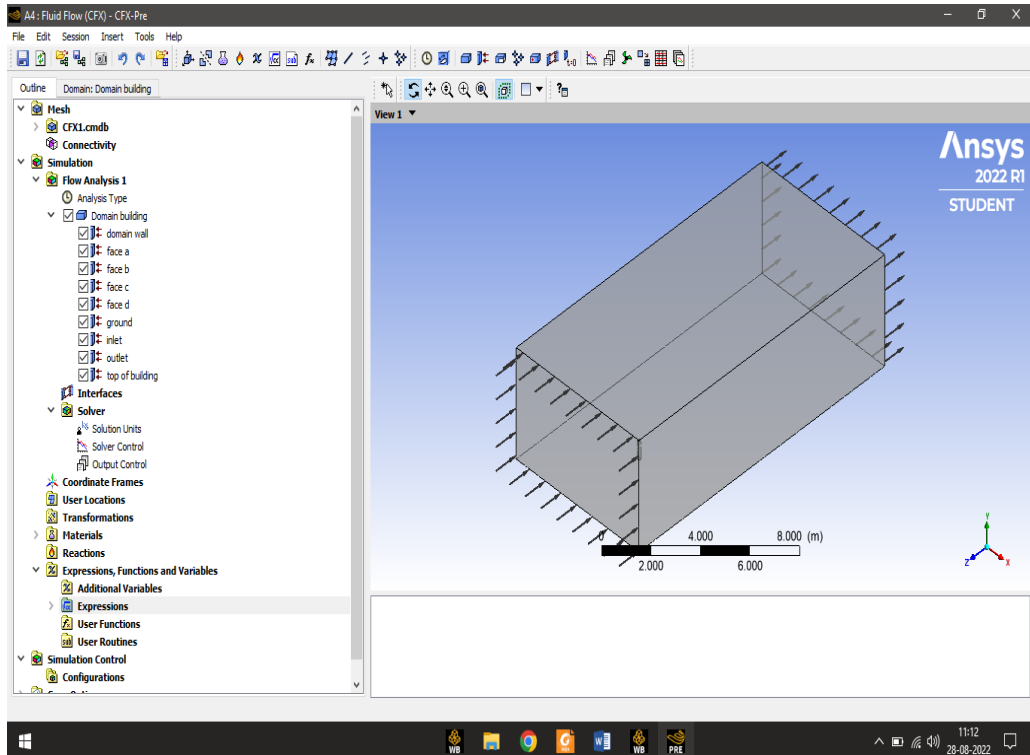 A4 : Fluid Flow (CFX) - CFX-Pre
File Edit Session Insert Tools Help
Outline Domain: Domain building
Mesh
CFX1.cmdb
Connectivity
Simulation
Flow Analysis 1
Analysis Type
Domain building
domain wall
face a
face b
face c
face d
ground
inlet
outlet
top of building
Interfaces
Solver
Solution Units
Solver Control
Output Control
Coordinate Frames
User Locations
Transformations
Materials
Reactions
Expressions, Functions and Variables
Additional Variables
Expressions
User Functions
User Routines
Simulation Control
Configurations
View 1
Ansys
2022 R1
STUDENT
0 4.000 8.000 (m)
2.000 6.000
Y
Z X
WB WB PRE
11:12
28-08-2022